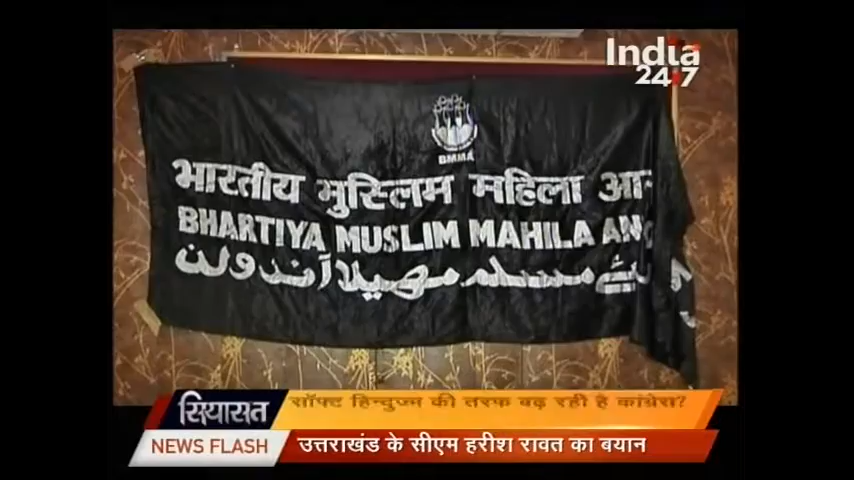 India
24x7
BMMA
भारतीय मुस्लिम महिला
BHARTIYA MUSLIM MAHILA
مسلم مهيلا آندولن
सियासत
सॉफ्ट हिन्दुज्म की तरफ बढ़ रही है कांग्रेस?
NEWS FLASH
उत्तराखंड के सीएम हरीश रावत का बयान